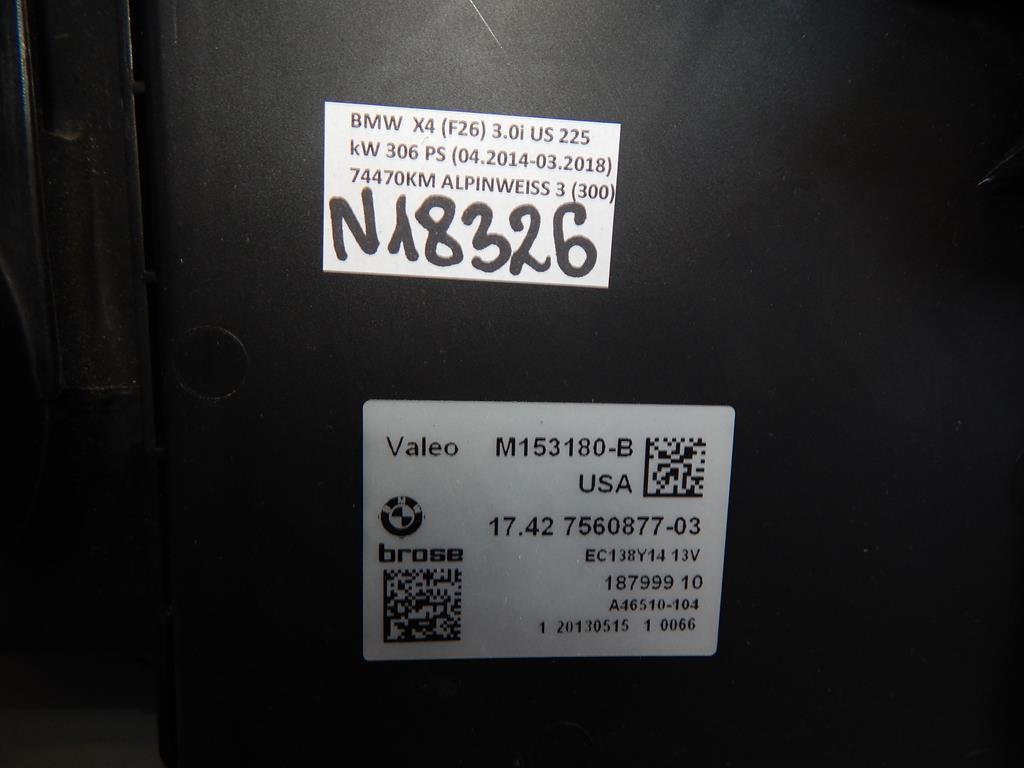 BMW X4 (F26) 3.0i US 225
kW 306 PS (04.2014-03.2018)
74470KM ALPINWEISS 3 (300)
N18326
Valeo M153180-B
USA
BMW
17.42 7560877-03
brose EC138Y14 13V
187999 10
A46510-104
1 20130515 1 0066